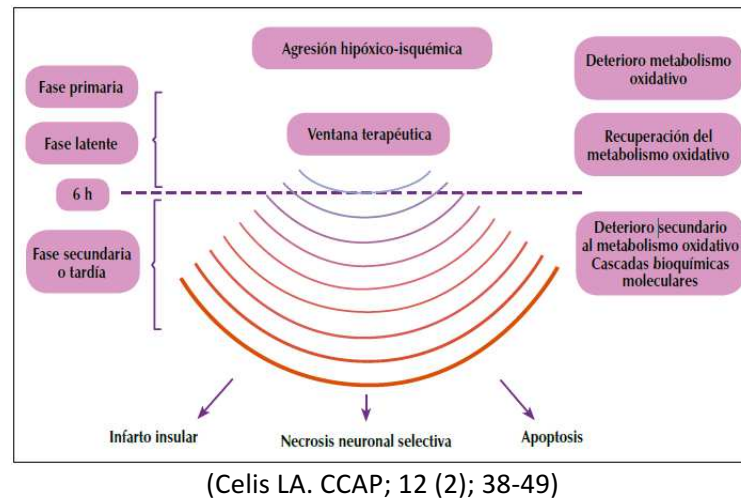 Agresión hipóxico-isquémica
Fase primaria
Deterioro metabolismo
oxidativo
Fase latente
Ventana terapéutica
Recuperación del
metabolismo oxidativo
6 h
Fase secundaria
o tardía
Deterioro secundario
al metabolismo oxidativo
Cascadas bioquímicas
moleculares
Infarto insular
Necrosis neuronal selectiva
Apoptosis
(Celis LA. CCAP; 12 (2); 38-49)